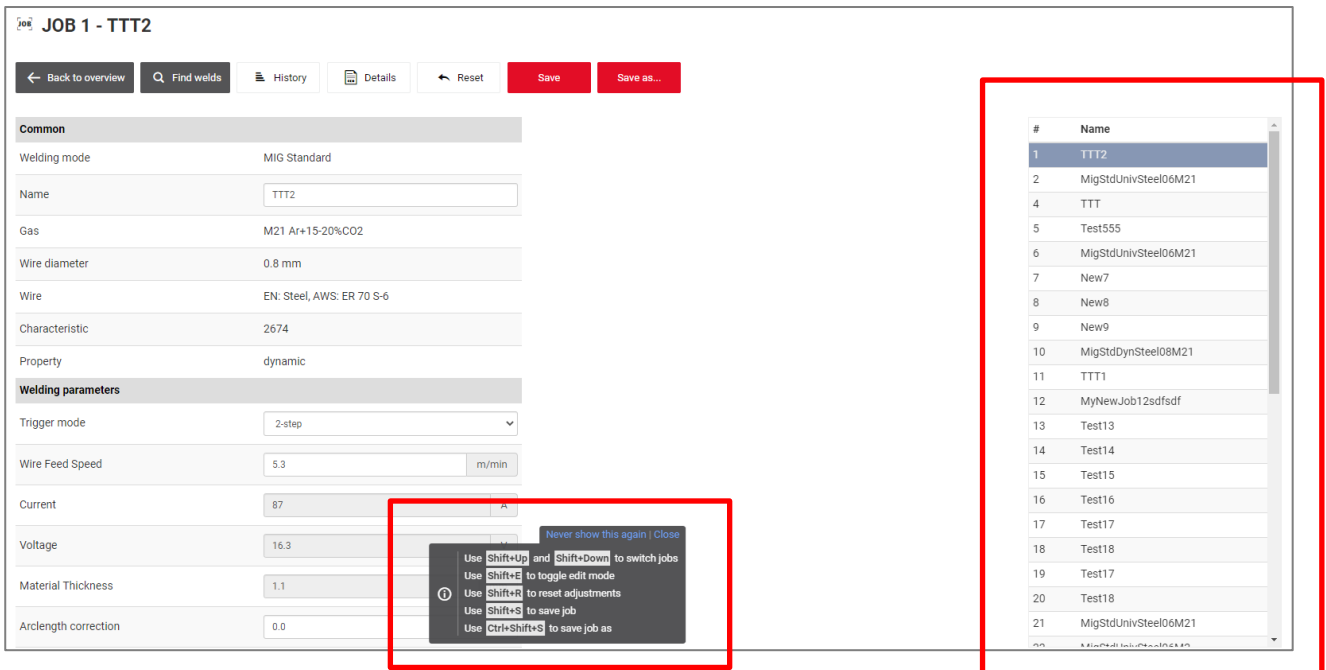 JOB JOB 1 - TTT2
Back to overview Find welds History Details Reset Save Save as...
Common
Welding mode MIG Standard
Name TTT2
Gas M21 Ar+15-20%CO2
Wire diameter 0.8 mm
Wire EN: Steel, AWS: ER 70 S-6
Characteristic 2674
Property dynamic
Welding parameters
Trigger mode 2-step
Wire Feed Speed 5.3 m/min
Current 87 A
Voltage 16.3
Material Thickness 1.1
Arclength correction 0.0
Never show this again | Close
Use Shift+Up and Shift+Down to switch jobs
Use Shift+E to toggle edit mode
Use Shift+R to reset adjustments
Use Shift+S to save job
Use Ctrl+Shift+S to save job as
# Name
1 TTT2
2 MigStdUnivSteel06M21
4 TTT
5 Test555
6 MigStdUnivSteel06M21
7 New7
8 New8
9 New9
10 MigStdDynSteel08M21
11 TTT1
12 MyNewJob12sdfsdf
13 Test13
14 Test14
15 Test15
16 Test16
17 Test17
18 Test18
19 Test17
20 Test18
21 MigStdUnivSteel06M21